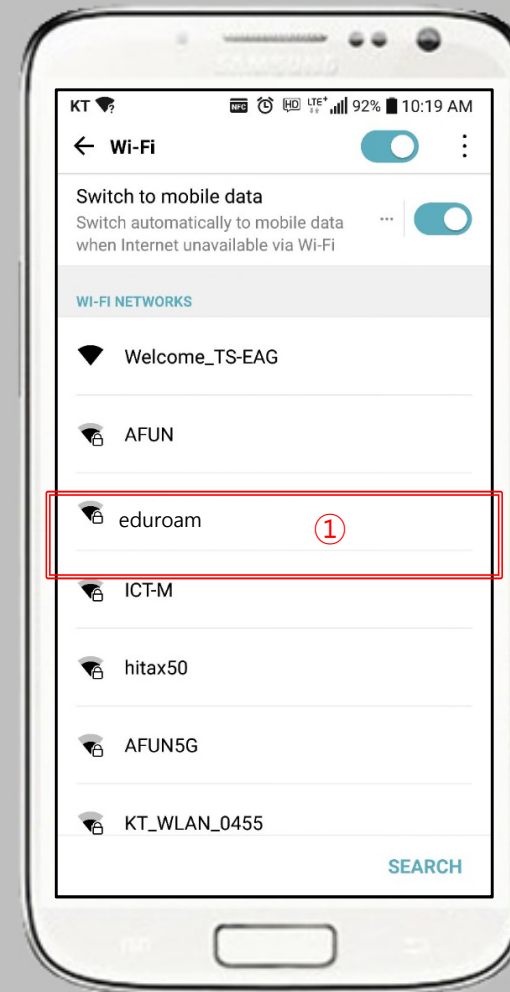 SAMSUNG
KT NFC HD LTE+ 92% 10:19 AM
Wi-Fi
Switch to mobile data
Switch automatically to mobile data ...
when Internet unavailable via Wi-Fi
WI-FI NETWORKS
Welcome_TS-EAG
AFUN
eduroam ①
ICT-M
hitax50
AFUN5G
KT_WLAN_0455
SEARCH